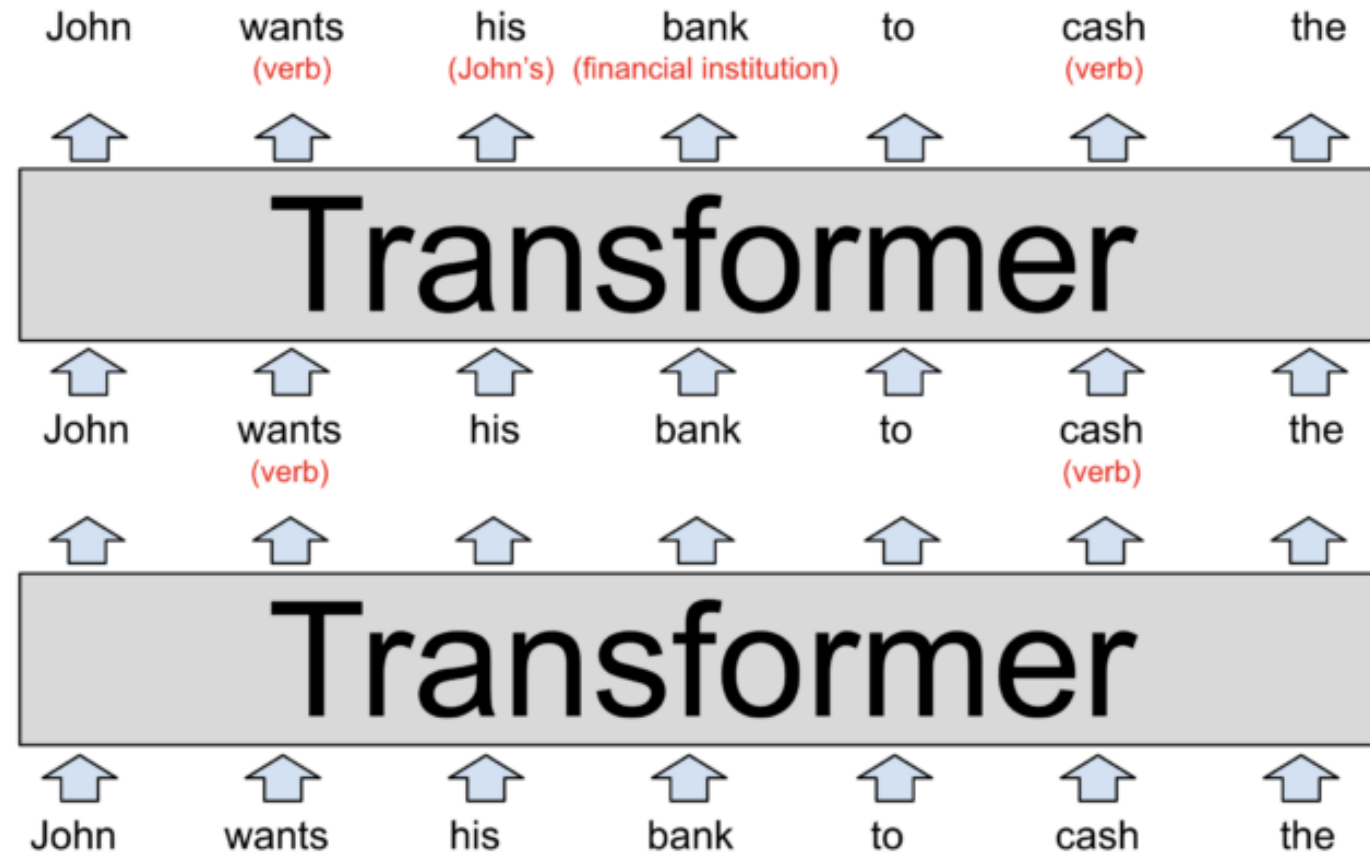 John wants his bank to cash the
(verb) (John's) (financial institution) (verb)
Transformer
John wants his bank to cash the
(verb) (verb)
Transformer
John wants his bank to cash the